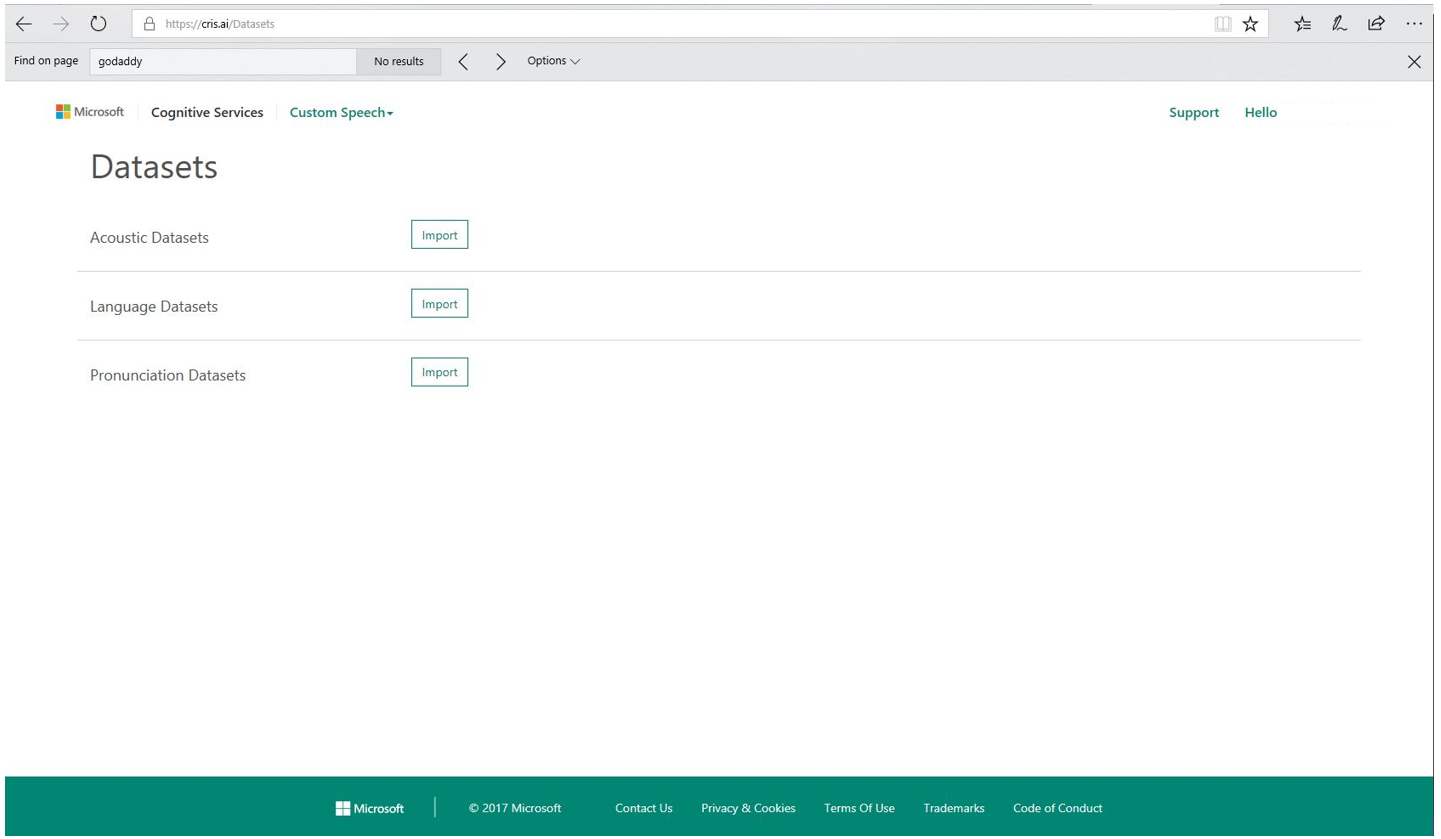 https://cris.ai/Datasets
Find on page godaddy No results Options
Microsoft Cognitive Services Custom Speech Support Hello
Datasets
Acoustic Datasets Import
Language Datasets Import
Pronunciation Datasets Import
Microsoft © 2017 Microsoft Contact Us Privacy & Cookies Terms Of Use Trademarks Code of Conduct